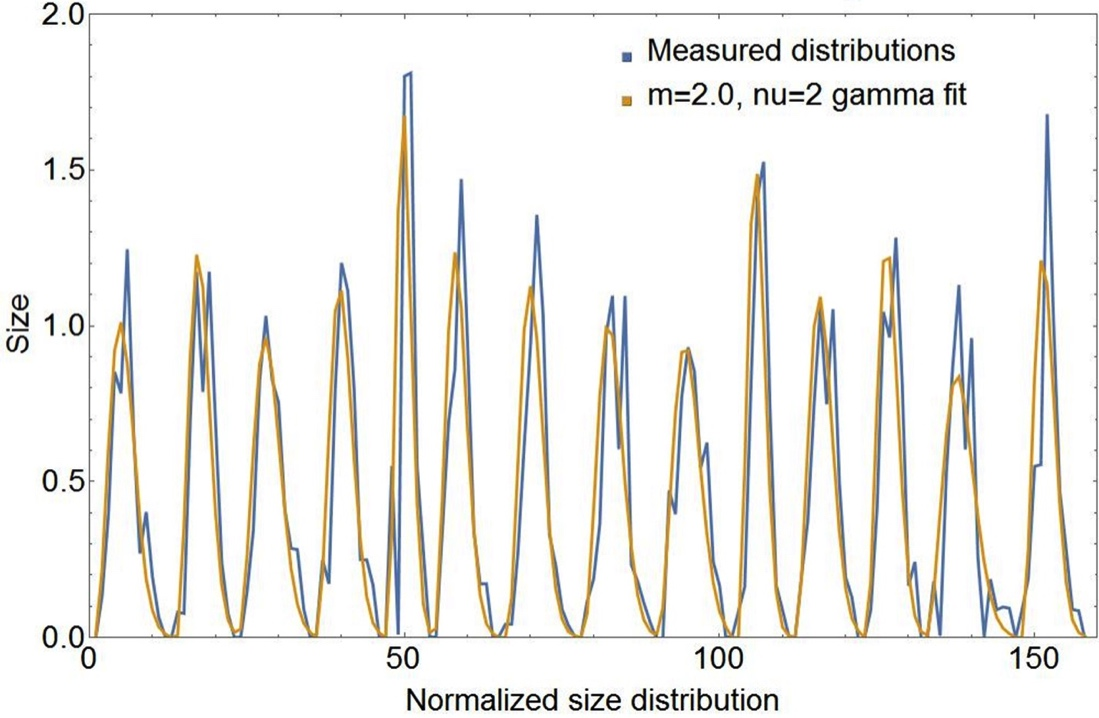 2.0
Measured distributions
m=2.0, nu=2 gamma fit
1.5
1.0
0.5
0.0
Size
0 50 100 150
Normalized size distribution